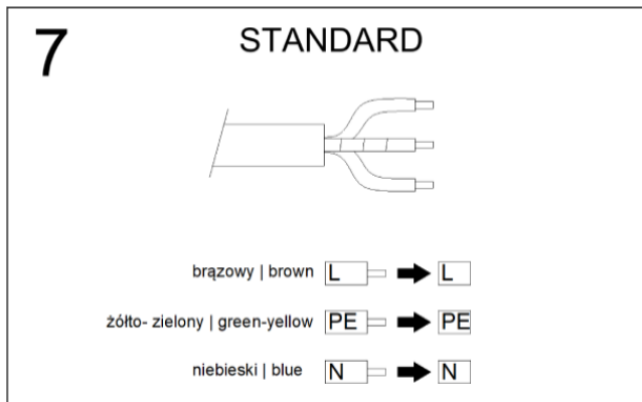 7 STANDARD
brązowy | brown L L
żółto- zielony | green-yellow PE PE
niebieski | blue N N